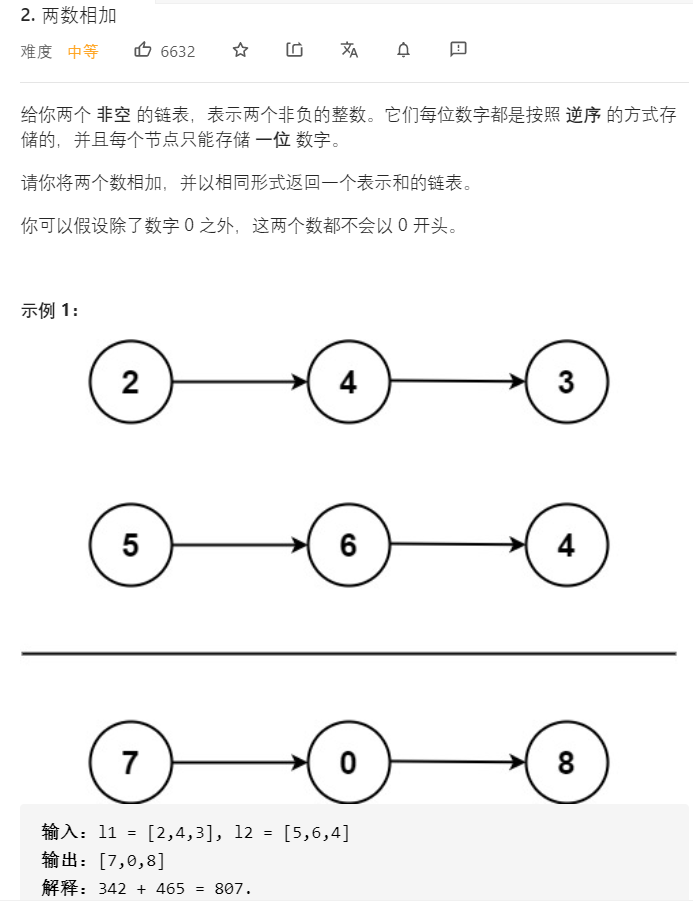 2. 两数相加
难度 中等 6632
给你两个 非空 的链表，表示两个非负的整数。它们每位数字都是按照 逆序 的方式存
储的，并且每个节点只能存储 一位 数字。
请你将两个数相加，并以相同形式返回一个表示和的链表。
你可以假设除了数字 0 之外，这两个数都不会以 0 开头。
示例 1：
2 4 3
5 6 4
7 0 8
输入：l1 = [2,4,3], l2 = [5,6,4]
输出：[7,0,8]
解释：342 + 465 = 807.